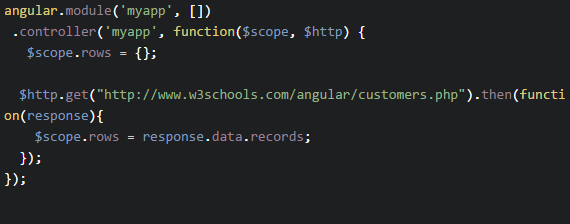 angular.module('myapp', [])
 .controller('myapp', function($scope, $http) {
   $scope.rows = {};
  $http.get("http://www.w3schools.com/angular/customers.php").then(functi
on(response){
    $scope.rows = response.data.records;
  });
});